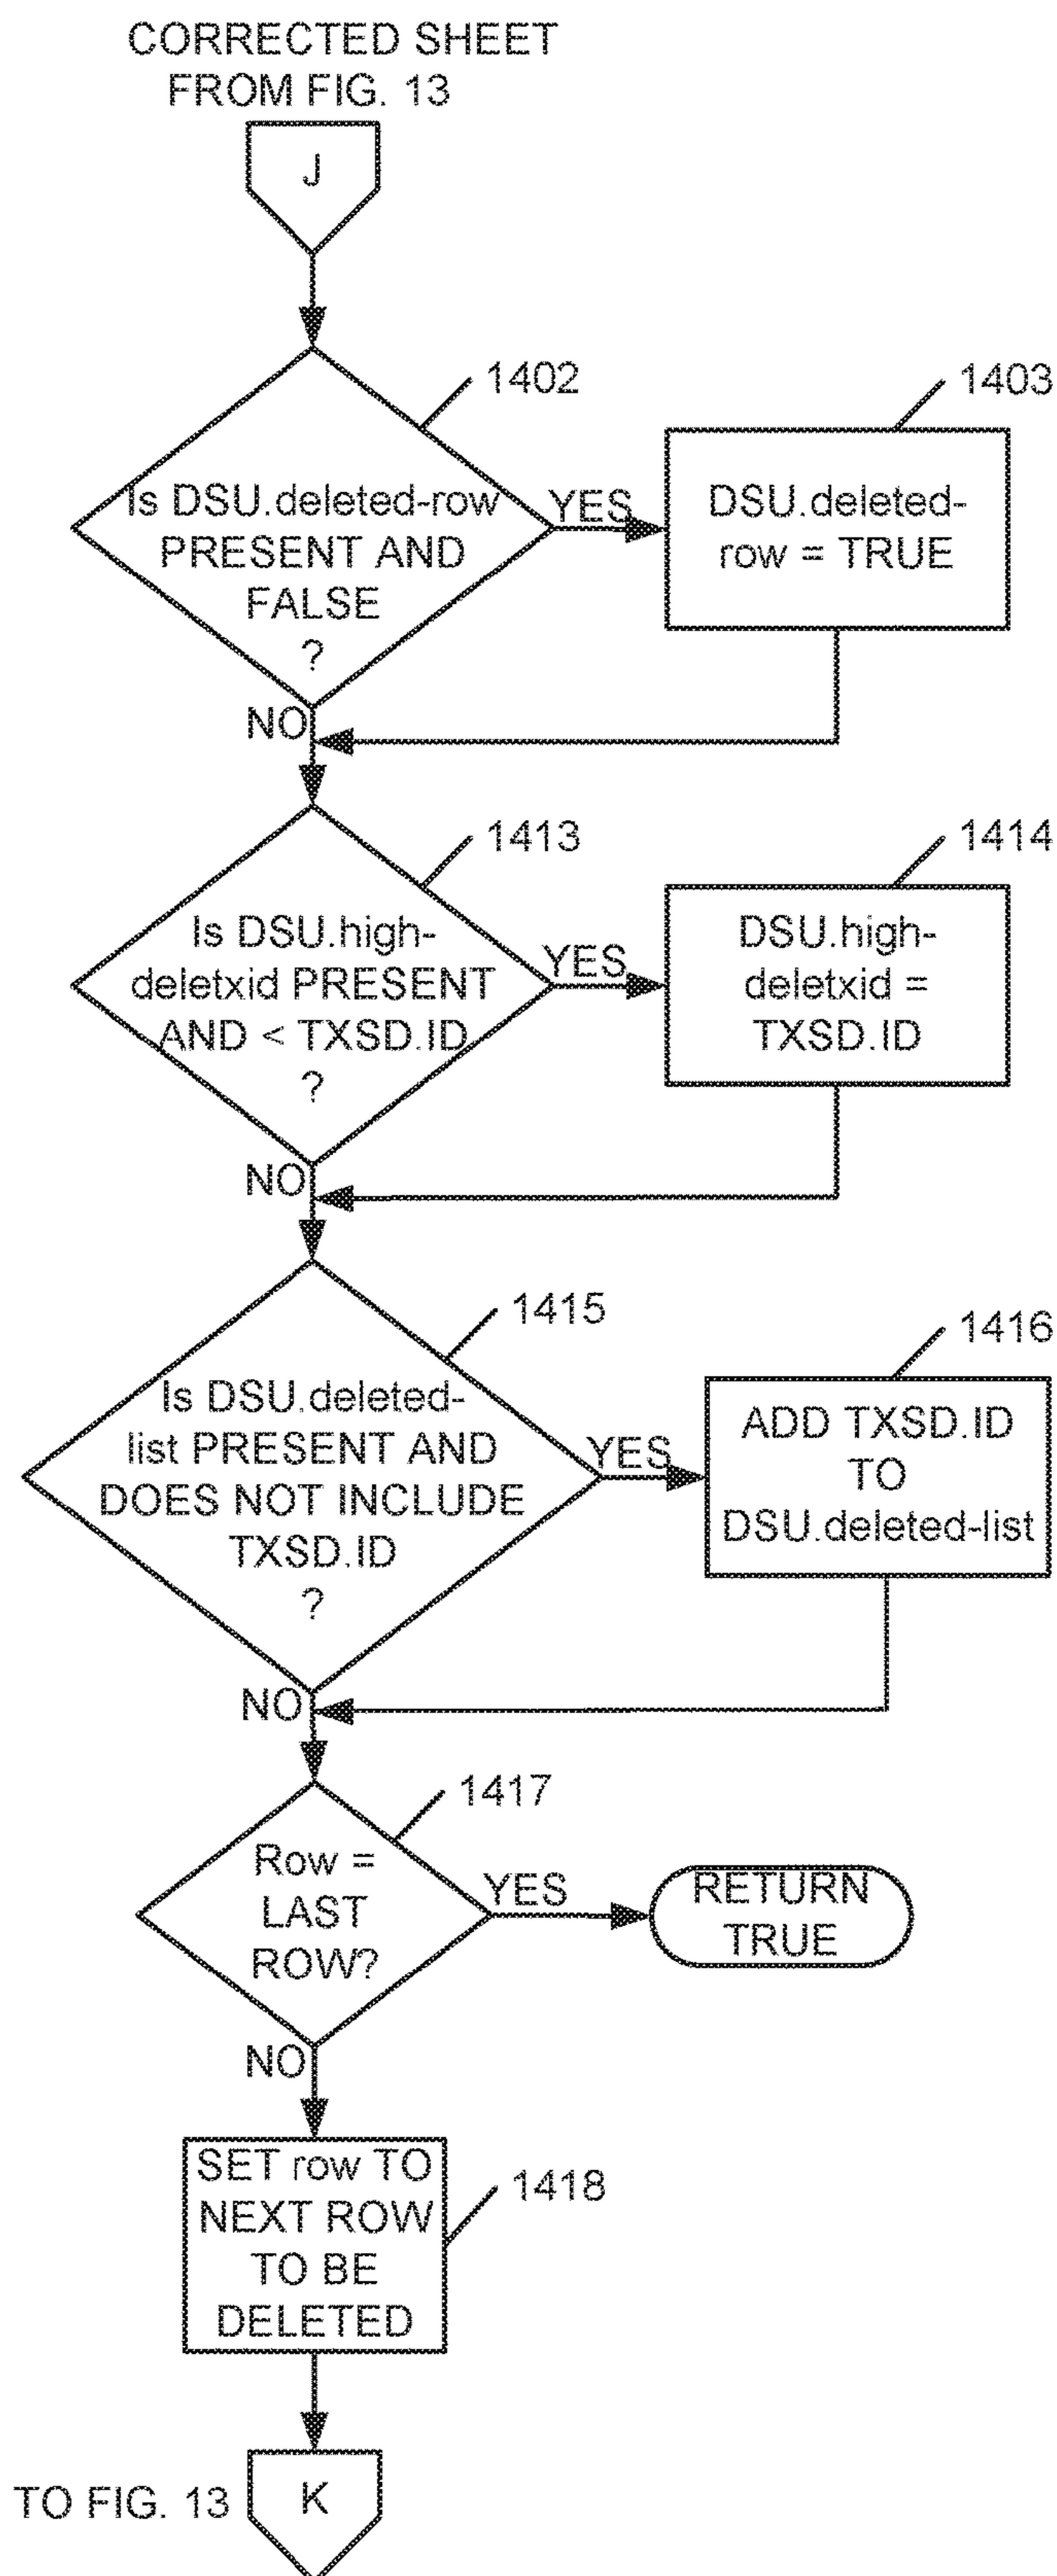 CORRECTED SHEET
FROM FIG. 13
J
1402
1403
Is DSU.deleted-row
PRESENT AND
FALSE
?
YES
DSU.deleted-
row = TRUE
NO
1413
1414
Is DSU.high-
deletxid PRESENT
AND < TXSD.ID
?
YES
DSU.high-
deletxid =
TXSD.ID
NO
1415
1416
Is DSU.deleted-
list PRESENT AND
DOES NOT INCLUDE
TXSD.ID
?
YES
ADD TXSD.ID
TO
DSU.deleted-list
NO
1417
Row =
LAST
ROW?
YES
RETURN
TRUE
NO
SET row TO
NEXT ROW
TO BE
DELETED
1418
TO FIG. 13
K